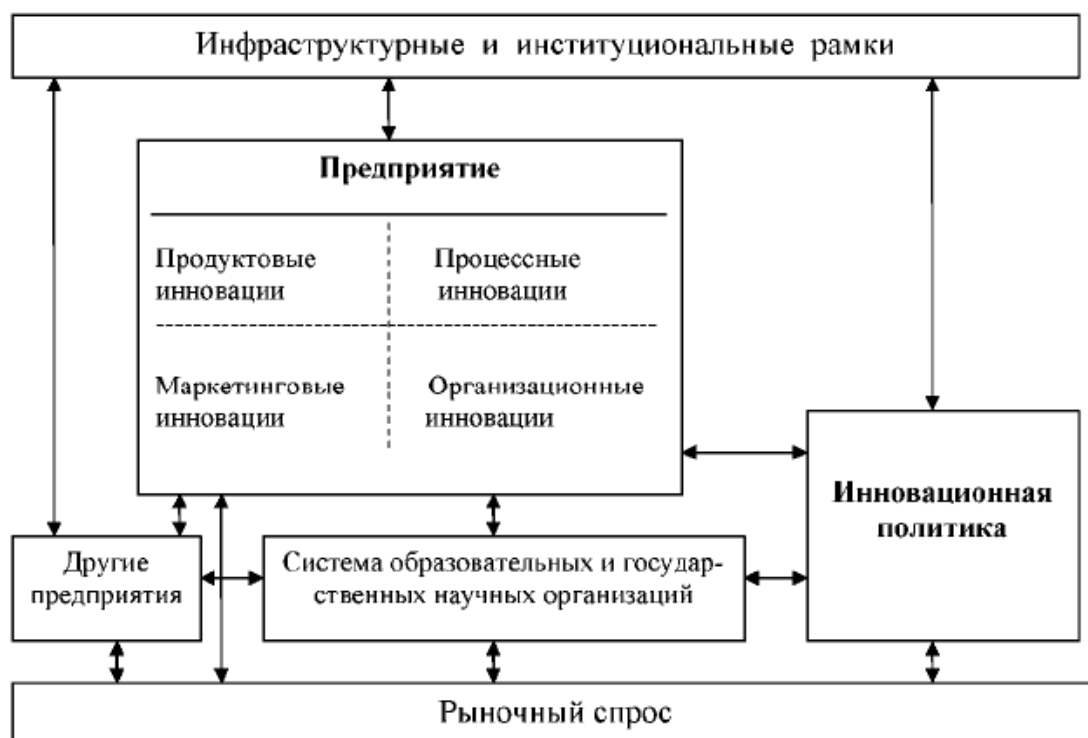 Инфраструктурные и институциональные рамки
Предприятие
Продуктовые
инновации
Процессные
инновации
Маркетинговые
инновации
Организационные
инновации
Инновационная
политика
Другие
предприятия
Система образовательных и государ-
ственных научных организаций
Рыночный спрос